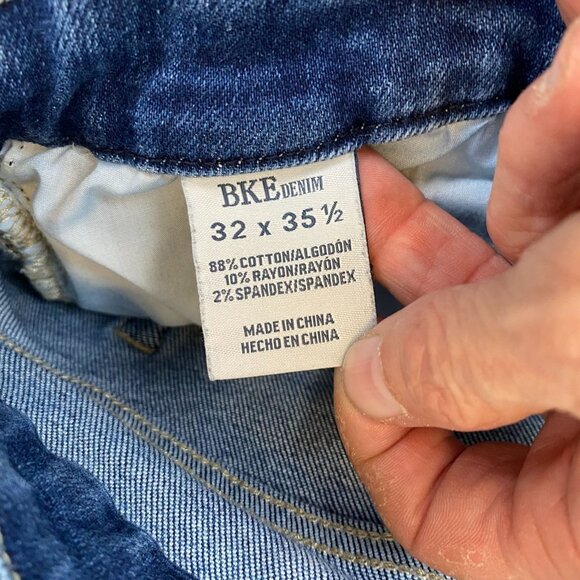 BKE DENIM
32 x 35 ½
88% COTTON/ALGODÓN
10% RAYON/RAYÓN
2% SPANDEX/SPANDEX
MADE IN CHINA
HECHO EN CHINA